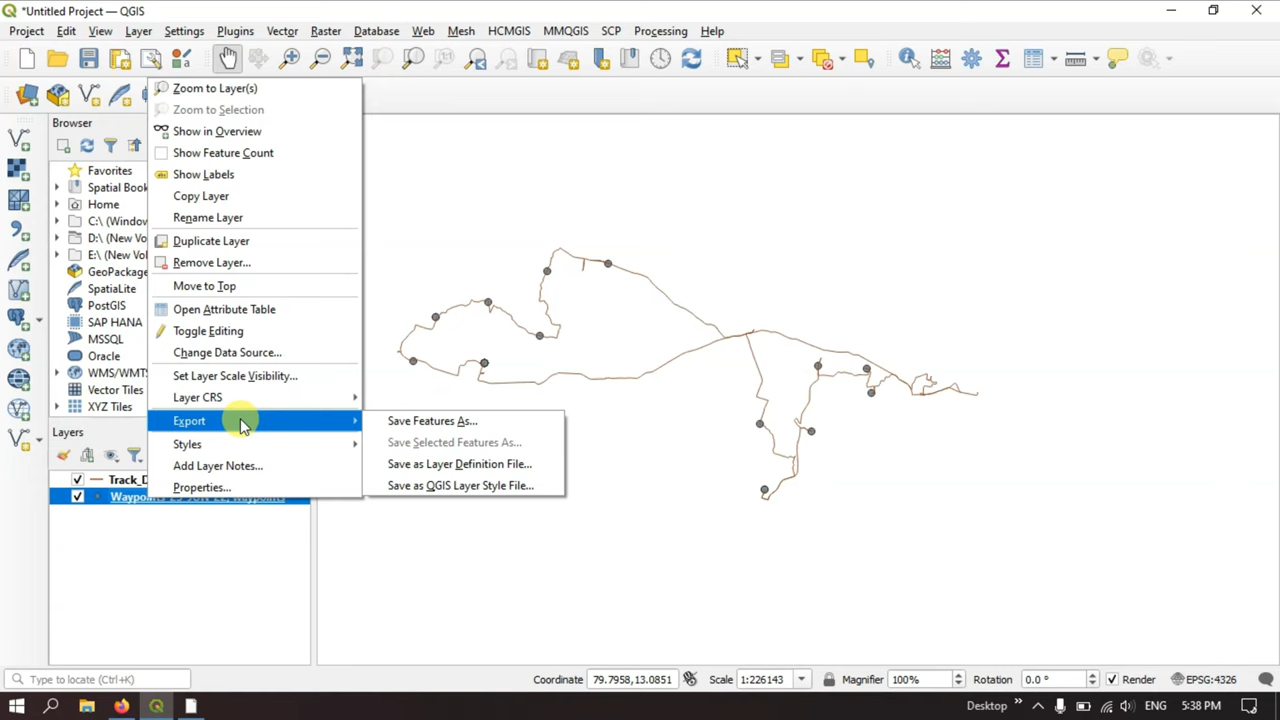 *Untitled Project — QGIS
Project Edit View Layer Settings Plugins Vector Raster Database Web Mesh HCMGIS MMQGIS SCP Processing Help
Zoom to Layer(s)
Zoom to Selection
Show in Overview
Show Feature Count
Show Labels
Copy Layer
Rename Layer
Duplicate Layer
Remove Layer...
Move to Top
Open Attribute Table
Toggle Editing
Change Data Source...
Set Layer Scale Visibility...
Layer CRS
Export
Styles
Add Layer Notes...
Properties...
Save Features As...
Save Selected Features As...
Save as Layer Definition File...
Save as QGIS Layer Style File...
Browser
Favorites
Spatial Book
Home
C:\ (Window
D:\ (New Vo
E:\ (New Vol
GeoPackage
SpatiaLite
PostGIS
SAP HANA
MSSQL
Oracle
WMS/WMTS
Vector Tiles
XYZ Tiles
Layers
Track_D
Type to locate (Ctrl+K)
Coordinate 79.7958,13.0851 Scale 1:226143 Magnifier 100% Rotation 0.0 ° Render EPSG:4326
Desktop » ENG 5:38 PM